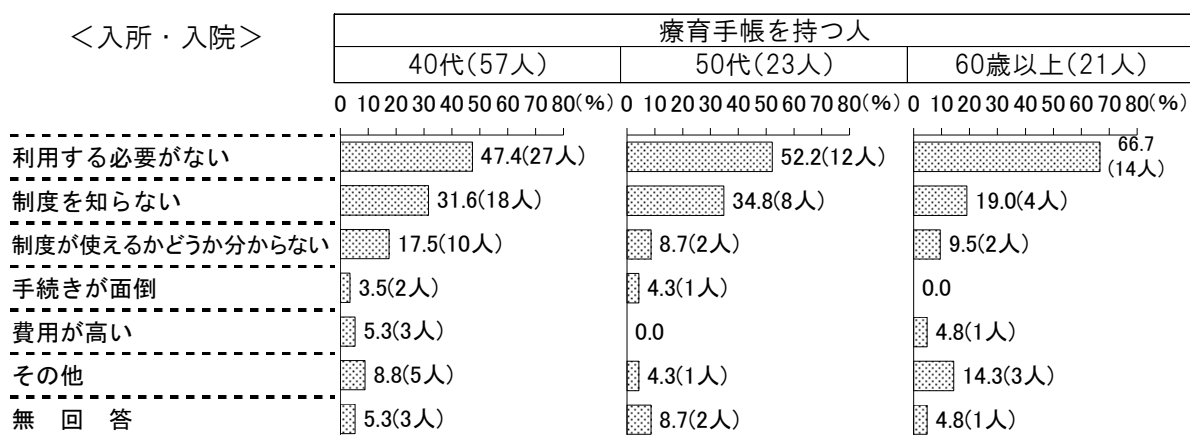 ＜入所・入院＞
療育手帳を持つ人
40代(57人) 50代(23人) 60歳以上(21人)
0 10 20 30 40 50 60 70 80(%) 0 10 20 30 40 50 60 70 80(%) 0 10 20 30 40 50 60 70 80(%)
利用する必要がない 47.4(27人) 52.2(12人) 66.7(14人)
制度を知らない 31.6(18人) 34.8(8人) 19.0(4人)
制度が使えるかどうか分からない 17.5(10人) 8.7(2人) 9.5(2人)
手続きが面倒 3.5(2人) 4.3(1人) 0.0
費用が高い 5.3(3人) 0.0 4.8(1人)
その他 8.8(5人) 4.3(1人) 14.3(3人)
無　回　答 5.3(3人) 8.7(2人) 4.8(1人)